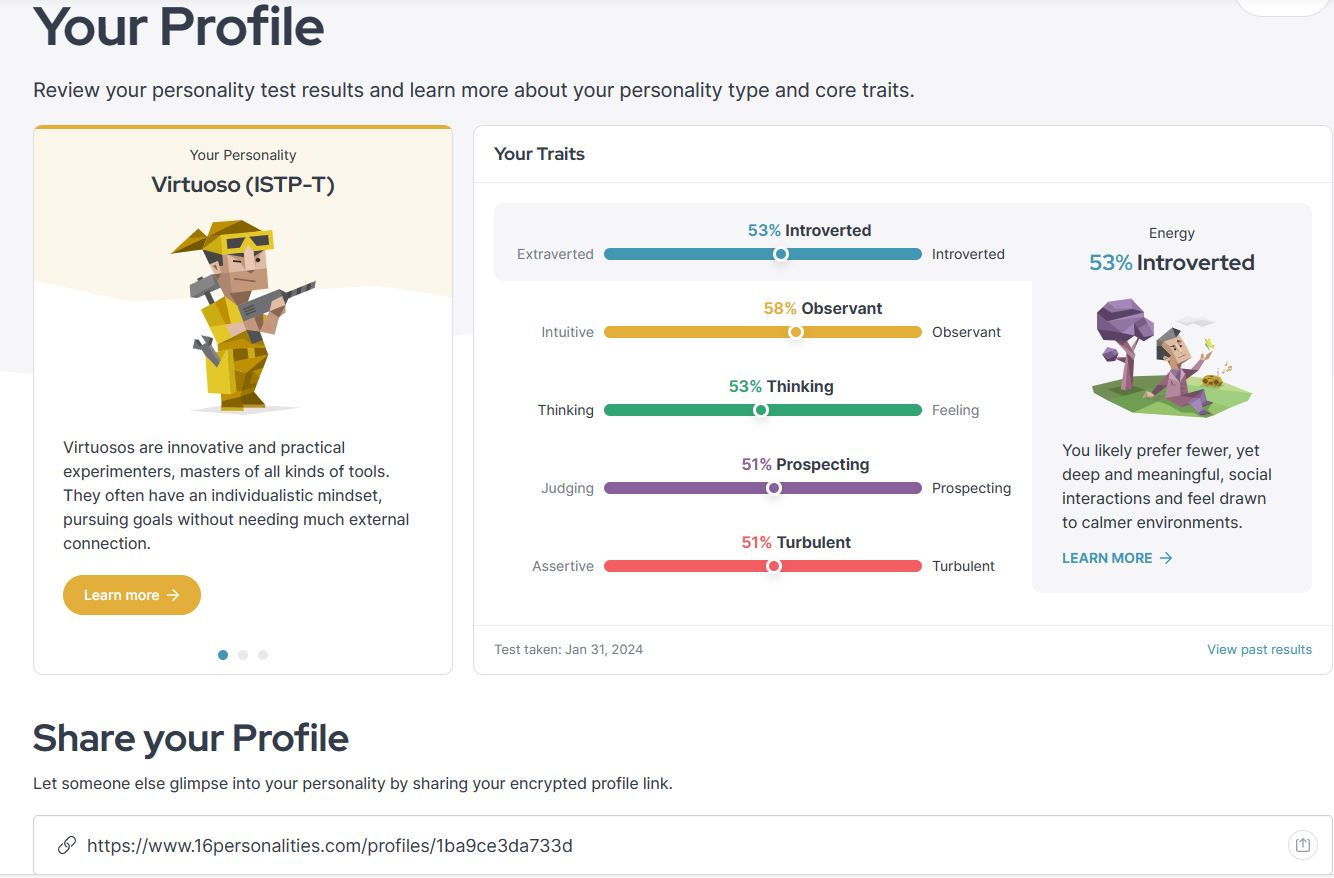 Your Profile
Review your personality test results and learn more about your personality type and core traits.
Your Personality
Virtuoso (ISTP-T)
Virtuosos are innovative and practical
experimenters, masters of all kinds of tools.
They often have an individualistic mindset,
pursuing goals without needing much external
connection.
Learn more →
Your Traits
53% Introverted
Extraverted Introverted
58% Observant
Intuitive Observant
53% Thinking
Thinking Feeling
51% Prospecting
Judging Prospecting
51% Turbulent
Assertive Turbulent
Energy
53% Introverted
You likely prefer fewer, yet
deep and meaningful, social
interactions and feel drawn
to calmer environments.
LEARN MORE →
Test taken: Jan 31, 2024 View past results
Share your Profile
Let someone else glimpse into your personality by sharing your encrypted profile link.
https://www.16personalities.com/profiles/1ba9ce3da733d